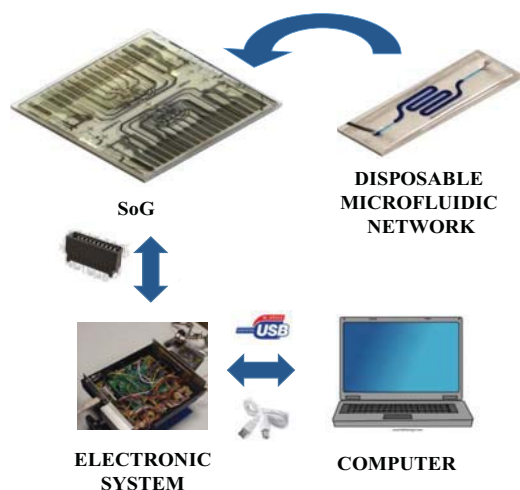 SoG
DISPOSABLE
MICROFLUIDIC
NETWORK
USB
ELECTRONIC
SYSTEM
COMPUTER